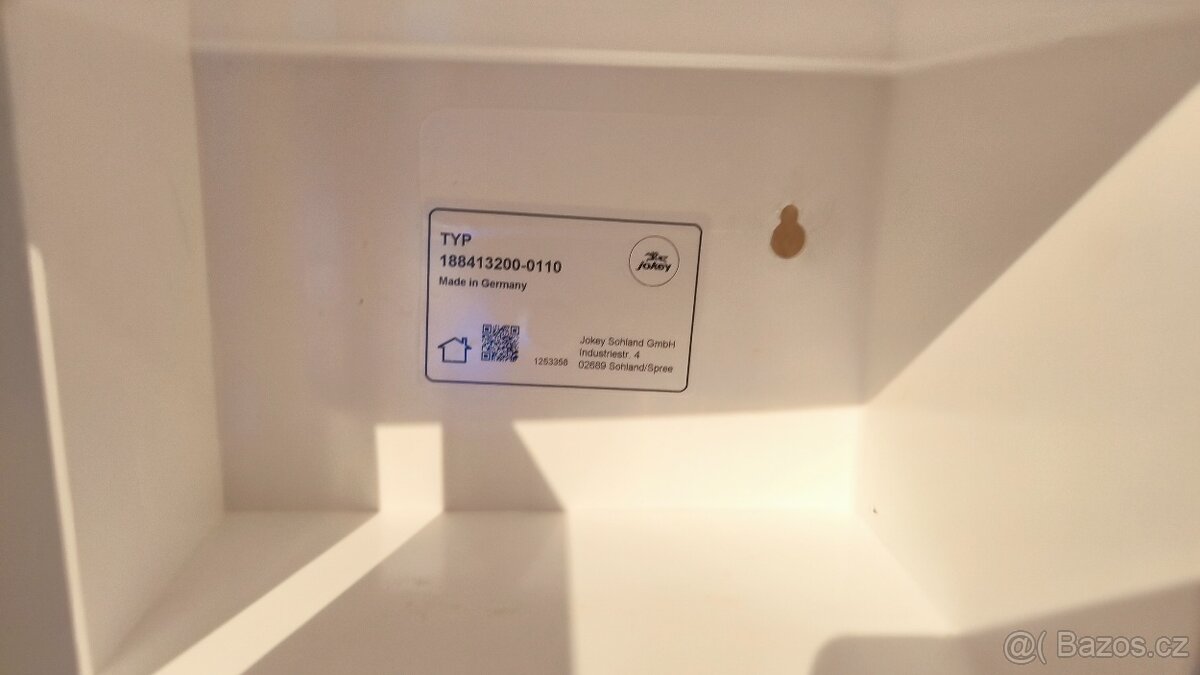 TYP
188413200-0110
Made in Germany
jokey
1253356
Jokey Sohland GmbH
Industriestr. 4
02689 Sohland/Spree
@( Bazos.cz